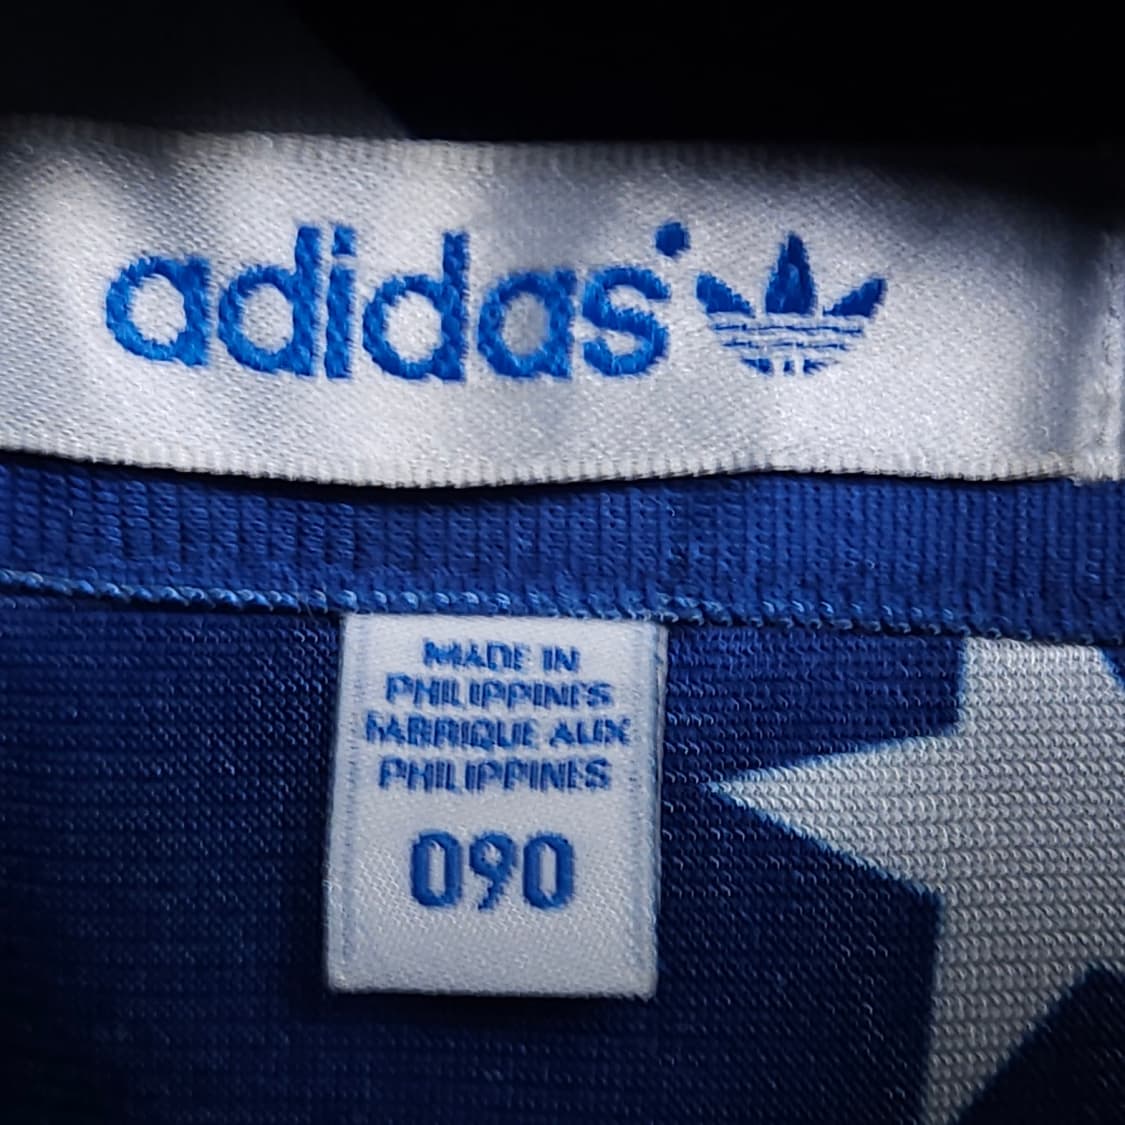 adidas
MADE IN
PHILIPPINES
FABRIQUE AUX
PHILIPPINES
090